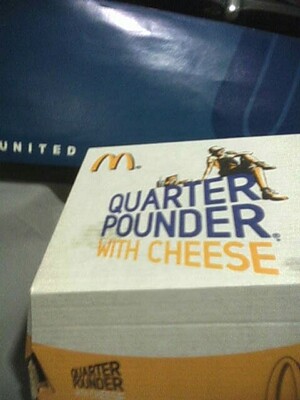 UNITED
QUARTER
POUNDER®
WITH CHEESE
QUARTER
POUNDER